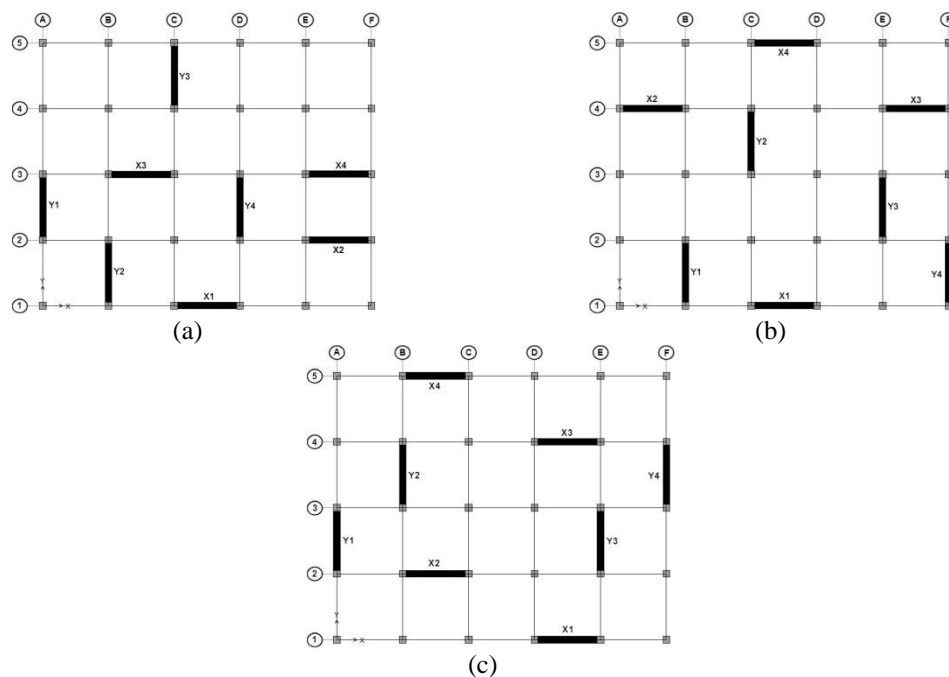 A B C D E F
5
Y3
4
X3 X4
3
Y1 Y4
2
Y2 X2
Y
X1
1 X
(a)
A B C D E F
5
X4
X2 X3
4
Y2
3
Y3
2
Y1 Y4
Y
X1
1 X
(b)
A B C D E F
5
X4
X3
4
Y2 Y4
3
Y1 Y3
X2
2
Y
X1
1 X
(c)